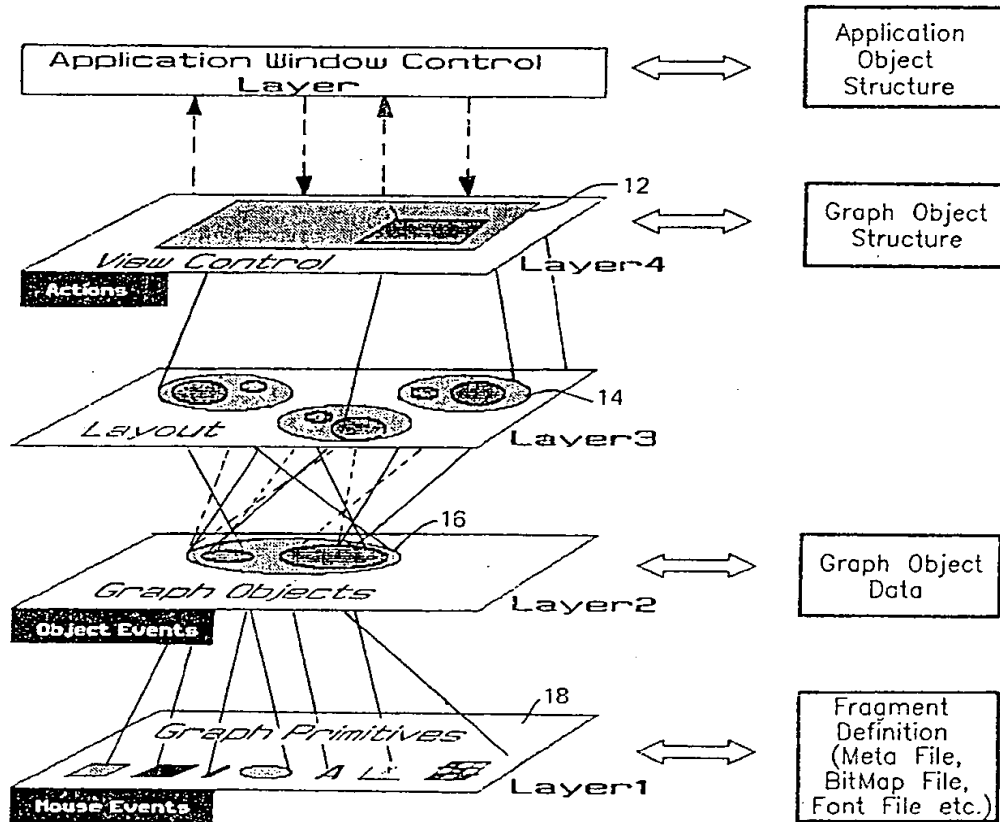 Application Window Control
Layer
Application
Object
Structure
12
View Control
Layer4
Actions
Graph Object
Structure
14
Layout
Layer3
16
Graph Objects
Layer2
Object Events
Graph Object
Data
18
Graph Primitives
A
Layer1
Mouse Events
Fragment
Definition
(Meta File,
BitMap File,
Font File etc.)